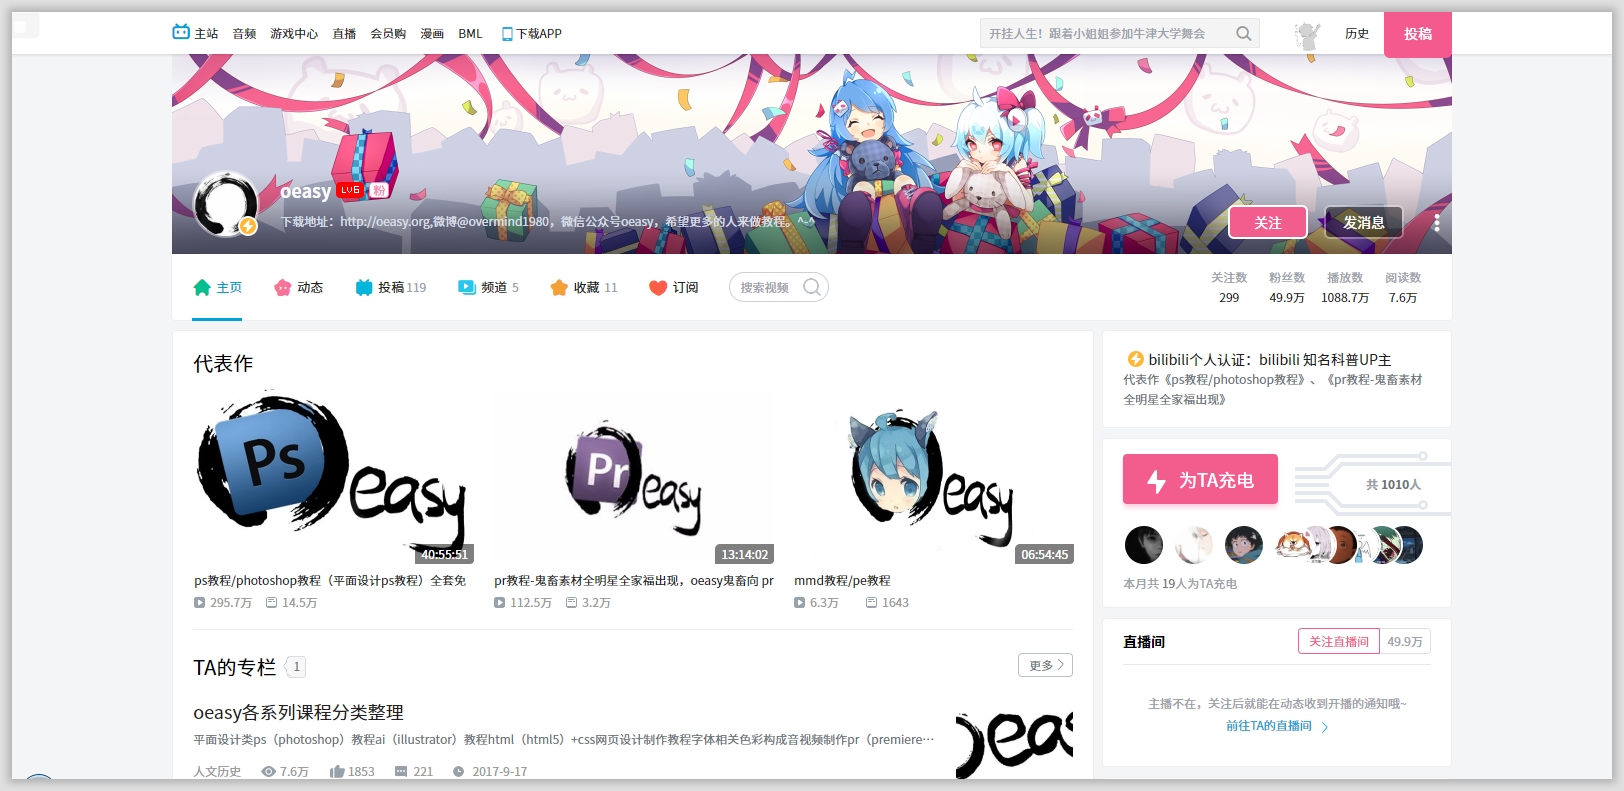 主站 音频 游戏中心 直播 会员购 漫画 BML 下载APP 开挂人生！跟着小姐姐参加牛津大学舞会 历史 投稿
oeasy LV6 粉
下载地址：http://oeasy.org,微博@overmind1980，微信公众号oeasy，希望更多的人来做教程。^-^
关注 发消息
主页 动态 投稿 119 频道 5 收藏 11 订阅 搜索视频
关注数 粉丝数 播放数 阅读数
299 49.9万 1088.7万 7.6万
代表作
Ps easy
40:55:51
Pr easy
13:14:02
easy
06:54:45
ps教程/photoshop教程（平面设计ps教程）全套免
295.7万 14.5万
pr教程-鬼畜素材全明星全家福出现，oeasy鬼畜向 pr
112.5万 3.2万
mmd教程/pe教程
6.3万 1643
TA的专栏 1
更多
oeasy各系列课程分类整理
平面设计类ps（photoshop）教程ai（illustrator）教程html（html5）+css网页设计制作教程字体相关色彩构成音视频制作pr（premiere…
人文历史 7.6万 1853 221 2017-9-17
bilibili个人认证：bilibili 知名科普UP主
代表作《ps教程/photoshop教程》、《pr教程-鬼畜素材
全明星全家福出现》
为TA充电
共 1010人
本月共 19人为TA充电
直播间
关注直播间 49.9万
主播不在，关注后就能在动态收到开播的通知哦~
前往TA的直播间